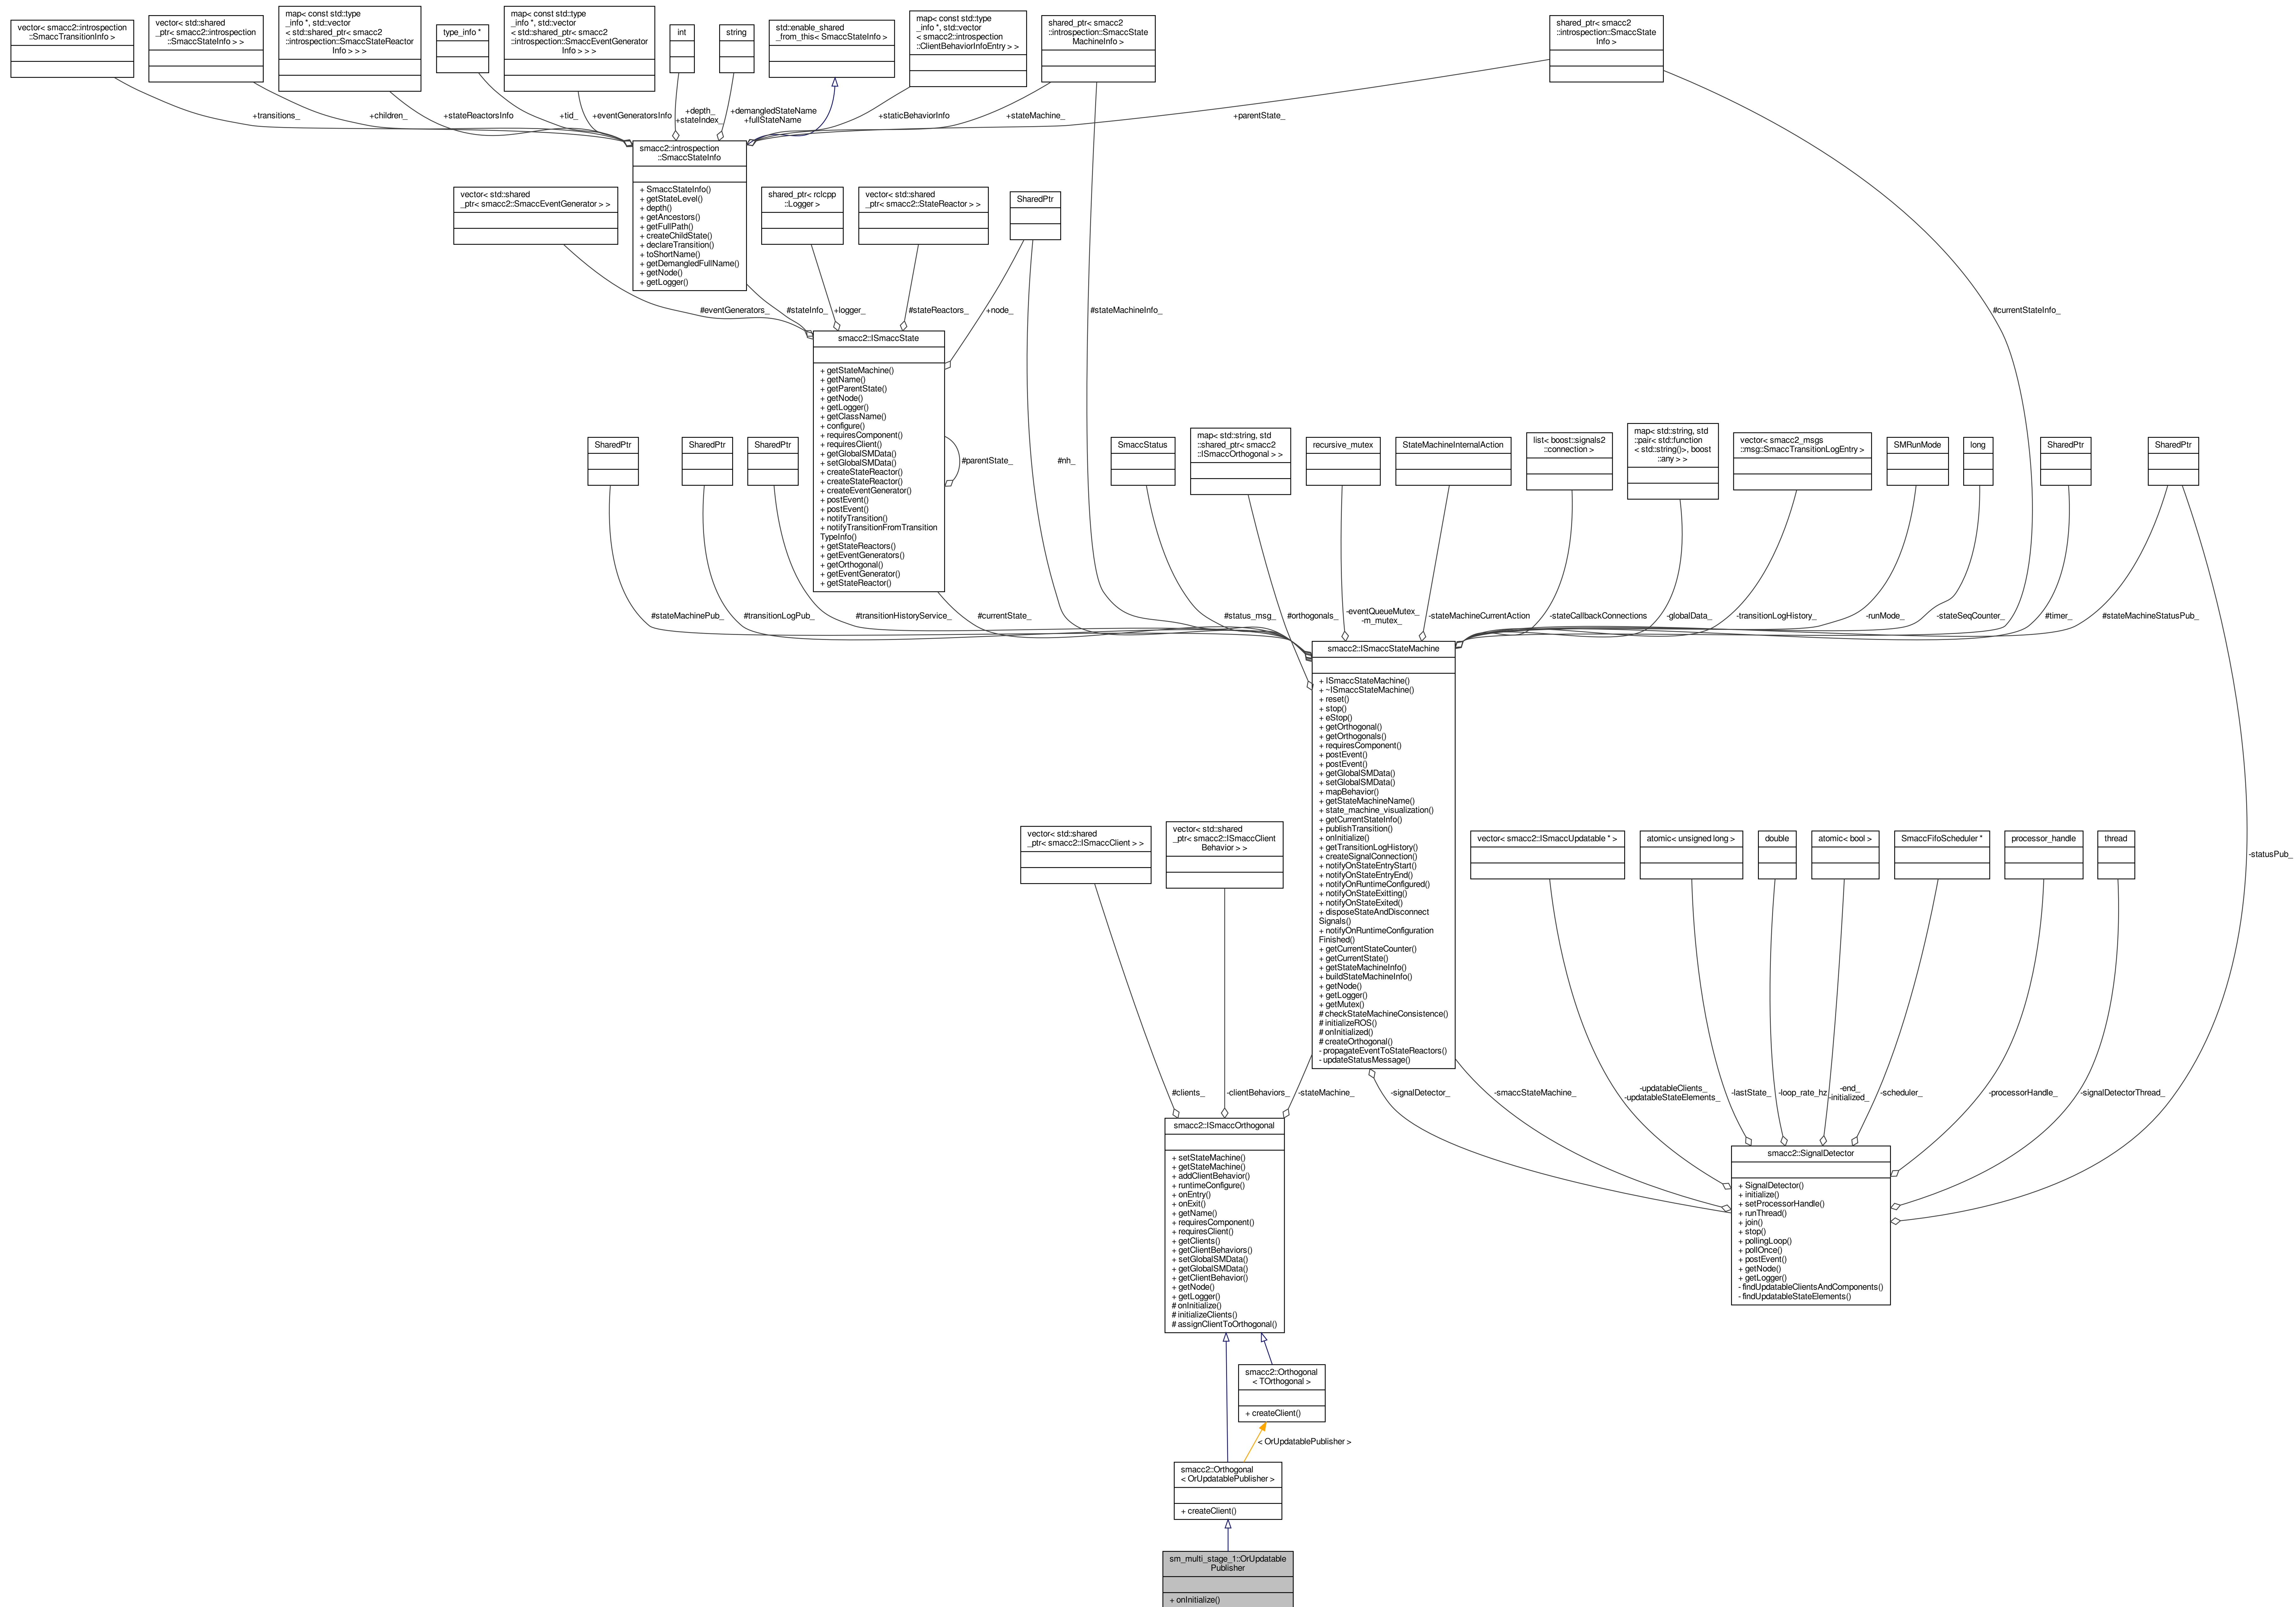 vector< smacc2::introspection
::SmaccTransitionInfo >
vector< std::shared
_ptr< smacc2::introspection
::SmaccStateInfo > >
map< const std::type
_info *, std::vector
< std::shared_ptr< smacc2
::introspection::SmaccStateReactor
Info > > >
type_info *
map< const std::type
_info *, std::vector
< std::shared_ptr< smacc2
::introspection::SmaccEventGenerator
Info > > >
int
string
std::enable_shared
_from_this< SmaccStateInfo >
map< const std::type
_info *, std::vector
< smacc2::introspection
::ClientBehaviorInfoEntry > >
shared_ptr< smacc2
::introspection::SmaccState
MachineInfo >
shared_ptr< smacc2
::introspection::SmaccState
Info >
+transitions_
+children_
+stateReactorsInfo
+tid_
+eventGeneratorsInfo
+depth_
+stateIndex_
+demangledStateName
+fullStateName
+staticBehaviorInfo
+stateMachine_
+parentState_
smacc2::introspection
::SmaccStateInfo
+ SmaccStateInfo()
+ getStateLevel()
+ depth()
+ getAncestors()
+ getFullPath()
+ createChildState()
+ declareTransition()
+ toShortName()
+ getDemangledFullName()
+ getNode()
+ getLogger()
vector< std::shared
_ptr< smacc2::SmaccEventGenerator > >
shared_ptr< rclcpp
::Logger >
vector< std::shared
_ptr< smacc2::StateReactor > >
SharedPtr
#eventGenerators_
#stateInfo_
+logger_
#stateReactors_
+node_
#stateMachineInfo_
#currentStateInfo_
smacc2::ISmaccState
+ getStateMachine()
+ getName()
+ getParentState()
+ getNode()
+ getLogger()
+ getClassName()
+ configure()
+ requiresComponent()
+ requiresClient()
+ getGlobalSMData()
+ setGlobalSMData()
+ createStateReactor()
+ createStateReactor()
+ createEventGenerator()
+ postEvent()
+ postEvent()
+ notifyTransition()
+ notifyTransitionFromTransition
TypeInfo()
+ getStateReactors()
+ getEventGenerators()
+ getOrthogonal()
+ getEventGenerator()
+ getStateReactor()
#parentState_
#nh_
SharedPtr
SharedPtr
SharedPtr
SmaccStatus
map< std::string, std
::shared_ptr< smacc2
::ISmaccOrthogonal > >
recursive_mutex
StateMachineInternalAction
list< boost::signals2
::connection >
map< std::string, std
::pair< std::function
< std::string()>, boost
::any > >
vector< smacc2_msgs
::msg::SmaccTransitionLogEntry >
SMRunMode
long
SharedPtr
SharedPtr
#stateMachinePub_
#transitionLogPub_
#transitionHistoryService_
#currentState_
#status_msg_
#orthogonals_
-eventQueueMutex_
-m_mutex_
-stateMachineCurrentAction
-stateCallbackConnections
-globalData_
-transitionLogHistory_
-runMode_
-stateSeqCounter_
#timer_
#stateMachineStatusPub_
smacc2::ISmaccStateMachine
+ ISmaccStateMachine()
+ ~ISmaccStateMachine()
+ reset()
+ stop()
+ eStop()
+ getOrthogonal()
+ getOrthogonals()
+ requiresComponent()
+ postEvent()
+ postEvent()
+ getGlobalSMData()
+ setGlobalSMData()
+ mapBehavior()
+ getStateMachineName()
+ state_machine_visualization()
+ getCurrentStateInfo()
+ publishTransition()
+ onInitialize()
+ getTransitionLogHistory()
+ createSignalConnection()
+ notifyOnStateEntryStart()
+ notifyOnStateEntryEnd()
+ notifyOnRuntimeConfigured()
+ notifyOnStateExitting()
+ notifyOnStateExited()
+ disposeStateAndDisconnect
Signals()
+ notifyOnRuntimeConfiguration
Finished()
+ getCurrentStateCounter()
+ getCurrentState()
+ getStateMachineInfo()
+ buildStateMachineInfo()
+ getNode()
+ getLogger()
+ getMutex()
# checkStateMachineConsistence()
# initializeROS()
# onInitialized()
# createOrthogonal()
- propagateEventToStateReactors()
- updateStatusMessage()
vector< std::shared
_ptr< smacc2::ISmaccClient > >
vector< std::shared
_ptr< smacc2::ISmaccClient
Behavior > >
vector< smacc2::ISmaccUpdatable * >
atomic< unsigned long >
double
atomic< bool >
SmaccFifoScheduler *
processor_handle
thread
-statusPub_
#clients_
-clientBehaviors_
-stateMachine_
-signalDetector_
-smaccStateMachine_
-updatableClients_
-updatableStateElements_
-lastState_
-loop_rate_hz
-end_
-initialized_
-scheduler_
-processorHandle_
-signalDetectorThread_
smacc2::ISmaccOrthogonal
+ setStateMachine()
+ getStateMachine()
+ addClientBehavior()
+ runtimeConfigure()
+ onEntry()
+ onExit()
+ getName()
+ requiresComponent()
+ requiresClient()
+ getClients()
+ getClientBehaviors()
+ setGlobalSMData()
+ getGlobalSMData()
+ getClientBehavior()
+ getNode()
+ getLogger()
# onInitialize()
# initializeClients()
# assignClientToOrthogonal()
smacc2::SignalDetector
+ SignalDetector()
+ initialize()
+ setProcessorHandle()
+ runThread()
+ join()
+ stop()
+ pollingLoop()
+ pollOnce()
+ postEvent()
+ getNode()
+ getLogger()
- findUpdatableClientsAndComponents()
- findUpdatableStateElements()
smacc2::Orthogonal
< TOrthogonal >
+ createClient()
< OrUpdatablePublisher >
smacc2::Orthogonal
< OrUpdatablePublisher >
+ createClient()
sm_multi_stage_1::OrUpdatable
Publisher
+ onInitialize()